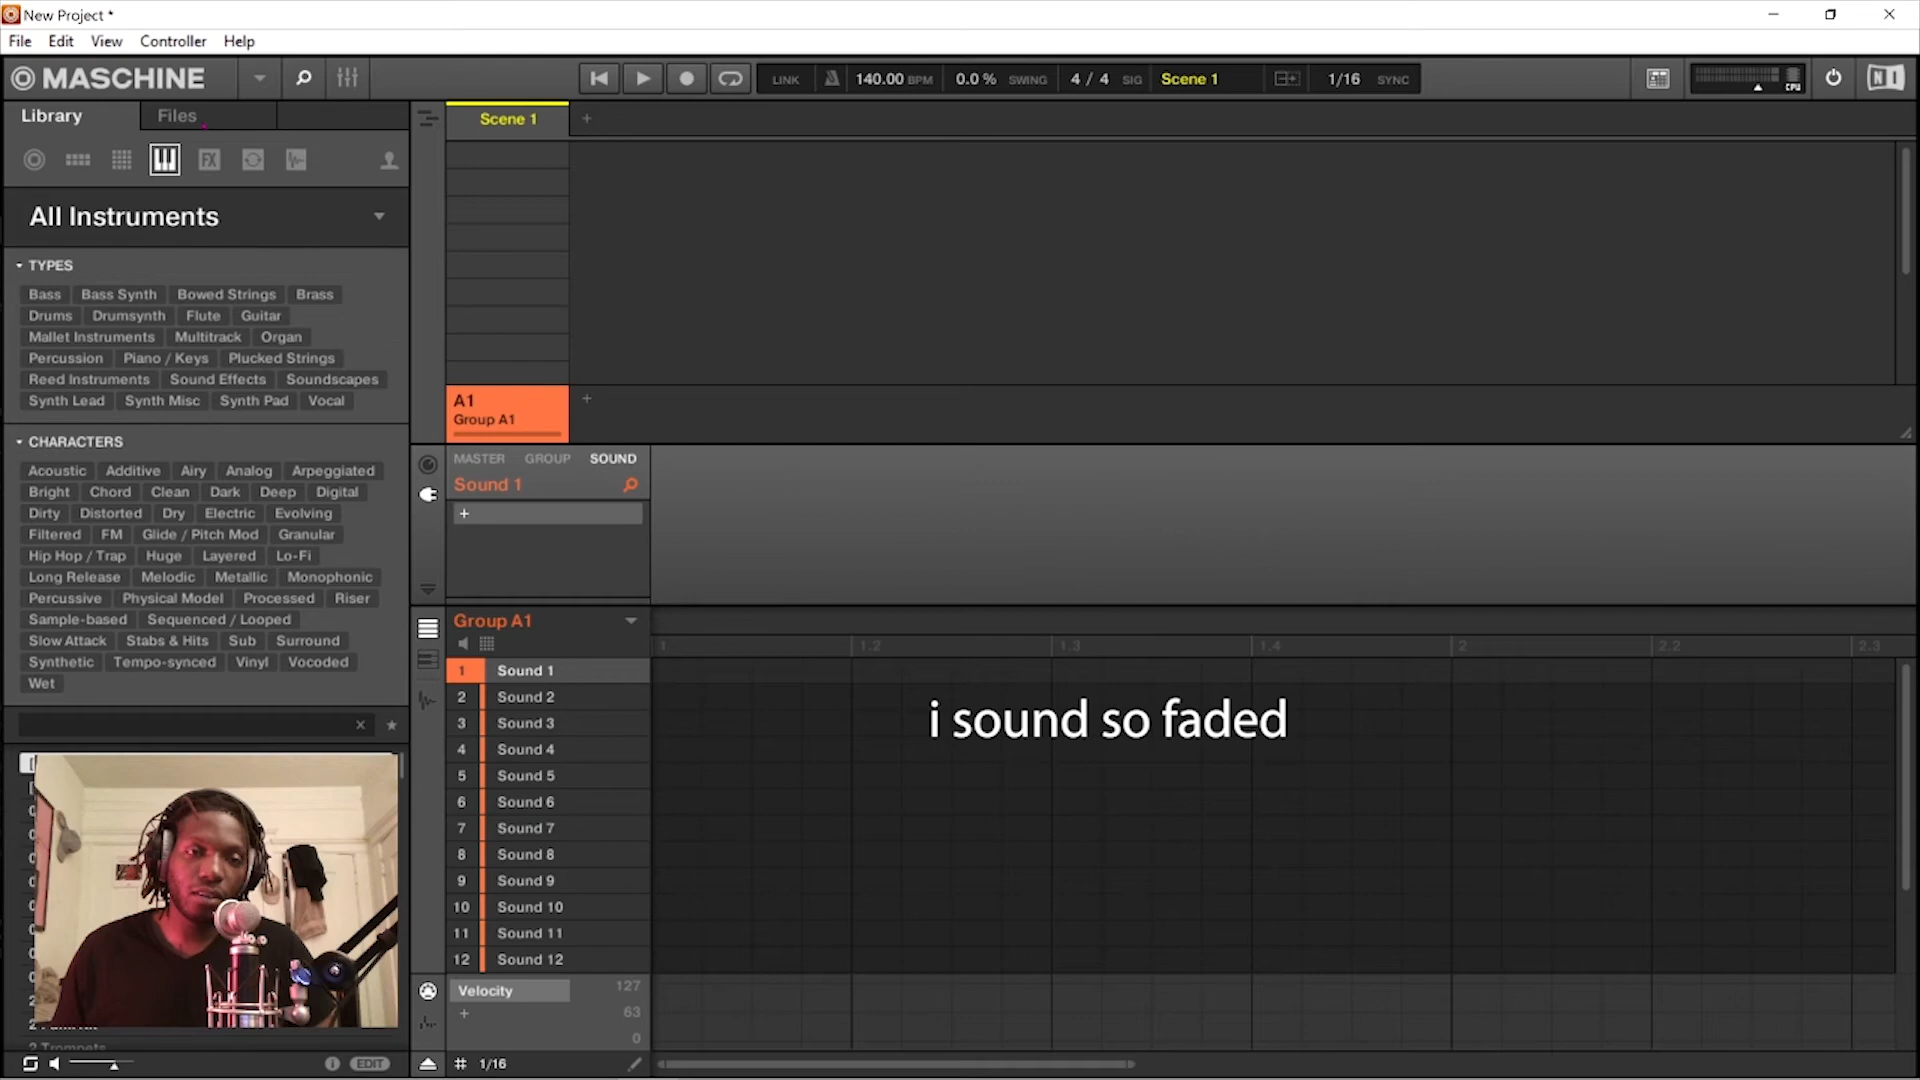 New Project *
File Edit View Controller Help
MASCHINE LINK 140.00 BPM 0.0 % SWING 4 / 4 SIG Scene 1 1/16 SYNC CPU NI
Library Files
Scene 1 +
FX
All Instruments
TYPES
Bass Bass Synth Bowed Strings Brass
Drums Drumsynth Flute Guitar
Mallet Instruments Multitrack Organ
Percussion Piano / Keys Plucked Strings
Reed Instruments Sound Effects Soundscapes
Synth Lead Synth Misc Synth Pad Vocal
CHARACTERS
Acoustic Additive Airy Analog Arpeggiated
Bright Chord Clean Dark Deep Digital
Dirty Distorted Dry Electric Evolving
Filtered FM Glide / Pitch Mod Granular
Hip Hop / Trap Huge Layered Lo-Fi
Long Release Melodic Metallic Monophonic
Percussive Physical Model Processed Riser
Sample-based Sequenced / Looped
Slow Attack Stabs & Hits Sub Surround
Synthetic Tempo-synced Vinyl Vocoded
Wet
2 Trumpets
EDIT
A1 +
Group A1
MASTER GROUP SOUND
Sound 1
+
Group A1
1 1.2 1.3 1.4 2 2.2 2.3
1 Sound 1
2 Sound 2
3 Sound 3
4 Sound 4
5 Sound 5
6 Sound 6
7 Sound 7
8 Sound 8
9 Sound 9
10 Sound 10
11 Sound 11
12 Sound 12
i sound so faded
Velocity 127
+ 63
0
# 1/16